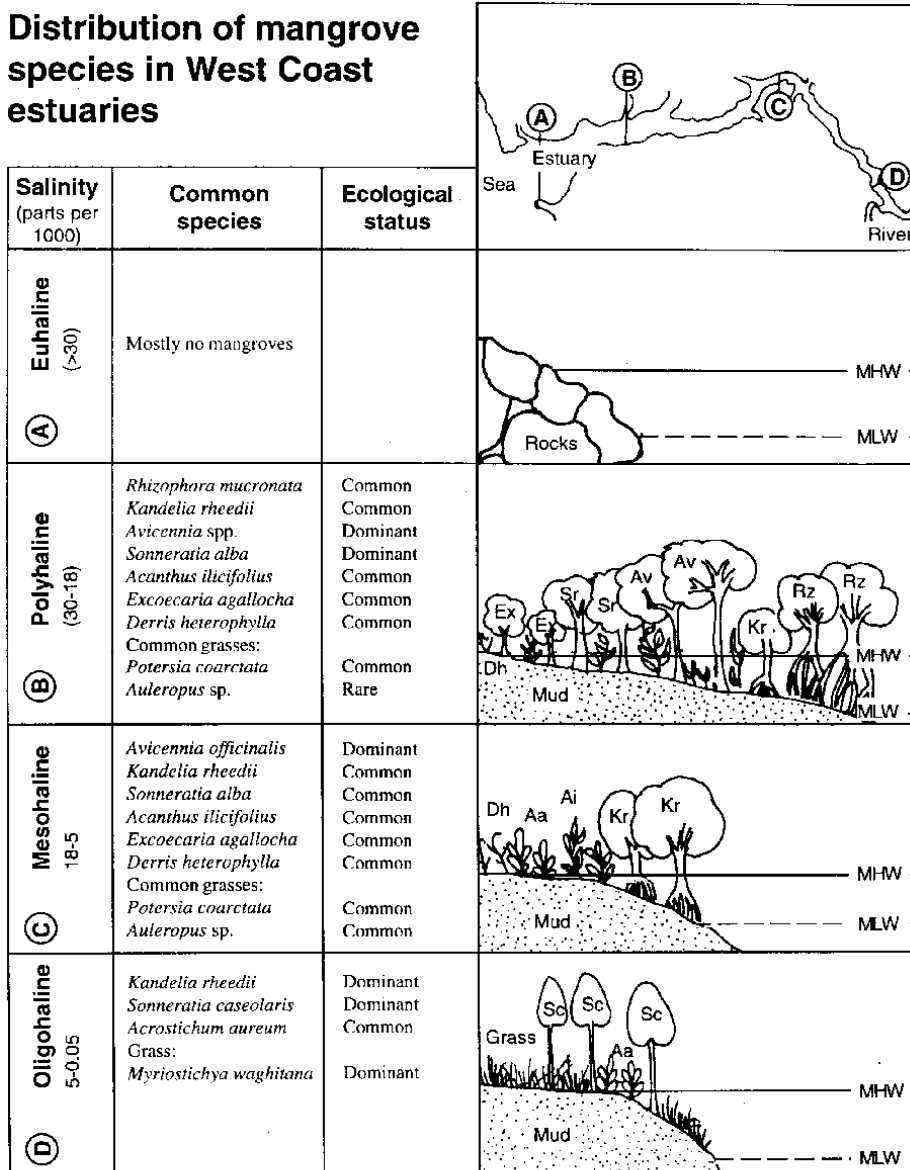 Distribution of mangrove
species in West Coast
estuaries
A
B
C
D
Estuary
Sea
River
Salinity
(parts per
1000)
Common
species
Ecological
status
Euhaline
(>30)
A
Mostly no mangroves
Rocks
MHW
MLW
Polyhaline
(30-18)
B
Rhizophora mucronata Common
Kandelia rheedii Common
Avicennia spp. Dominant
Sonneratia alba Dominant
Acanthus ilicifolius Common
Excoecaria agallocha Common
Derris heterophylla Common
Common grasses:
Potersia coarctata Common
Auleropus sp. Rare
Ex
Ex
Sr
Sr
Av
Av
Kr
Rz
Rz
Dh
Mud
MHW
MLW
Mesohaline
18-5
C
Avicennia officinalis Dominant
Kandelia rheedii Common
Sonneratia alba Common
Acanthus ilicifolius Common
Excoecaria agallocha Common
Derris heterophylla Common
Common grasses:
Potersia coarctata Common
Auleropus sp. Common
Dh
Aa
Ai
Kr
Kr
Mud
MHW
MLW
Oligohaline
5-0.05
D
Kandelia rheedii Dominant
Sonneratia caseolaris Dominant
Acrostichum aureum Common
Grass:
Myriostichya waghitana Dominant
Grass
Sc
Sc
Sc
Aa
Mud
MHW
MLW